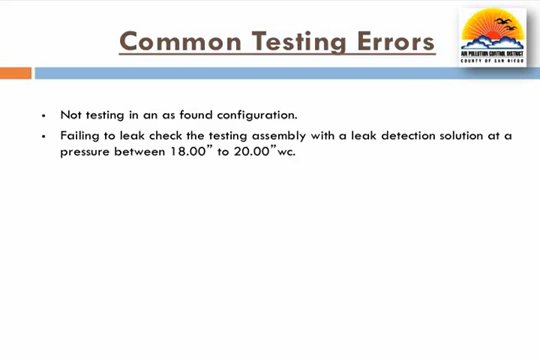 Common Testing Errors
AIR POLLUTION CONTROL DISTRICT
COUNTY OF SAN DIEGO
• Not testing in an as found configuration.
• Failing to leak check the testing assembly with a leak detection solution at a
pressure between 18.00” to 20.00”wc.